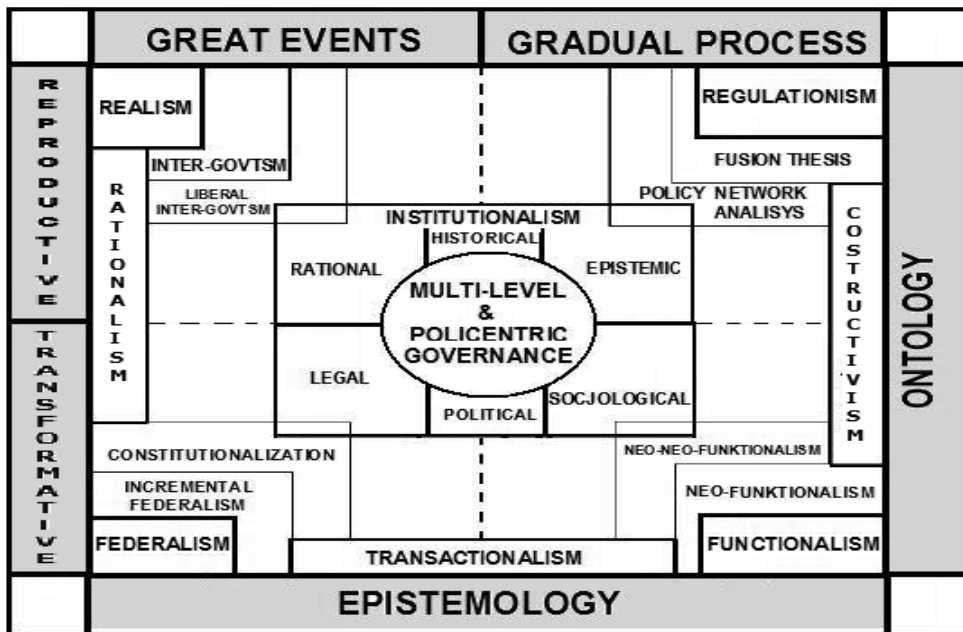 GREAT EVENTS
GRADUAL PROCESS
REPRODUCTIVE
TRANSFORMATIVE
REALISM
REGULATIONISM
INTER-GOVTSM
FUSION THESIS
LIBERAL
INTER-GOVTSM
POLICY NETWORK
ANALISYS
RATIONALISM
COSTRUCTIVISM
INSTITUTIONALISM
HISTORICAL
RATIONAL
EPISTEMIC
MULTI-LEVEL
&
POLICENTRIC
GOVERNANCE
LEGAL
POLITICAL
SOCJOLOGICAL
CONSTITUTIONALIZATION
NEO-NEO-FUNKTIONALISM
INCREMENTAL
FEDERALISM
NEO-FUNKTIONALISM
FEDERALISM
TRANSACTIONALISM
FUNCTIONALISM
ONTOLOGY
EPISTEMOLOGY